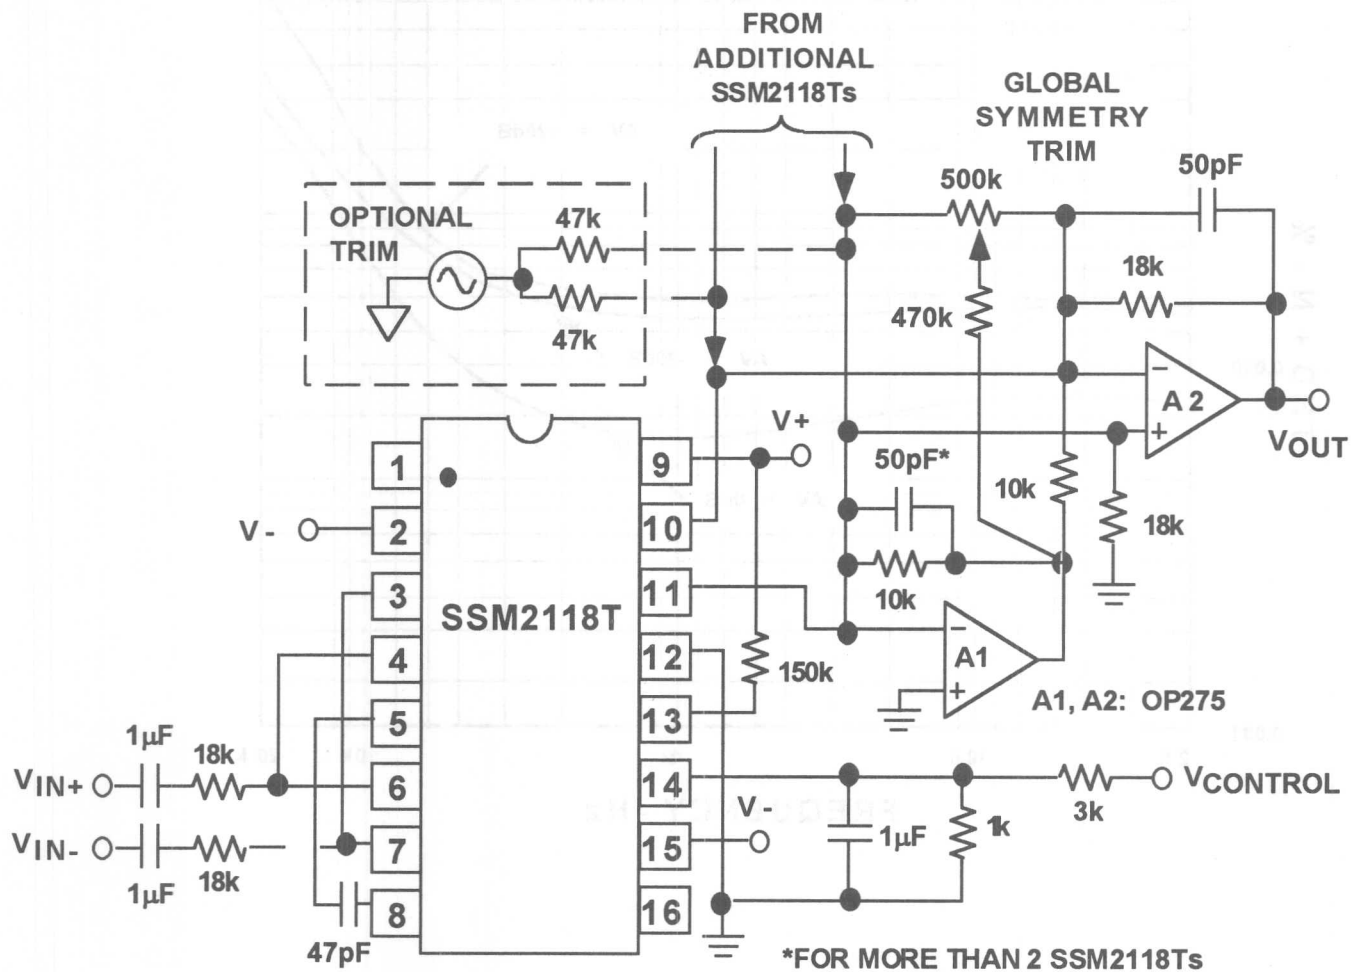 FROM
ADDITIONAL
SSM2118Ts
GLOBAL
SYMMETRY
TRIM
500k
50pF
OPTIONAL
TRIM
47k
47k
470k
18k
A2
VOUT
V+
50pF*
10k
18k
10k
V-
1
2
3
4
5
6
7
8
SSM2118T
9
10
11
12
13
14
15
16
150k
A1
A1, A2: OP275
1µF
18k
VIN+
VIN-
1µF
18k
47pF
V-
1µF
1k
3k
VCONTROL
*FOR MORE THAN 2 SSM2118Ts